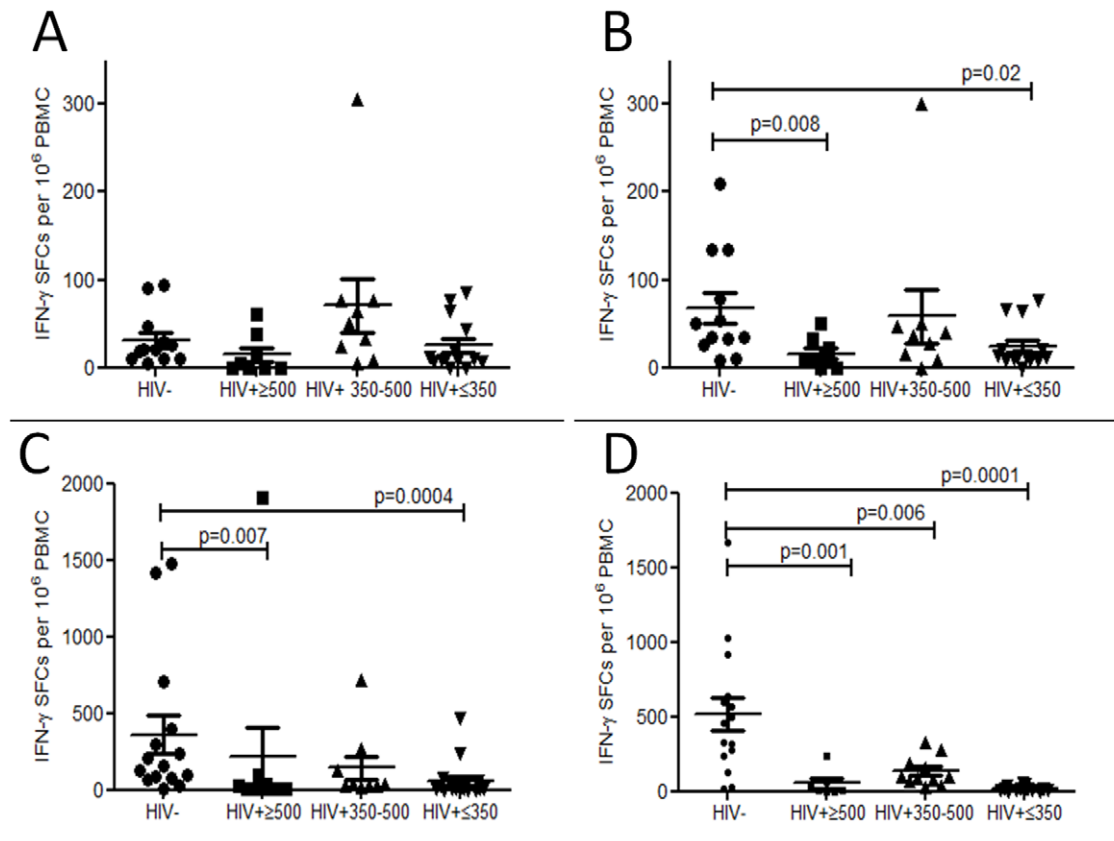 A
IFN-γ SFCs per 10⁶ PBMC
300
200
100
0
HIV- HIV+≥500 HIV+ 350-500 HIV+≤350
B
IFN-γ SFCs per 10⁶ PBMC
300
200
100
0
p=0.02
p=0.008
HIV- HIV+≥500 HIV+350-500 HIV+≤350
C
IFN-γ SFCs per 10⁶ PBMC
2000
1500
1000
500
0
p=0.0004
p=0.007
HIV- HIV+≥500 HIV+350-500 HIV+≤350
D
IFN-γ SFCs per 10⁶ PBMC
2000
1500
1000
500
0
p=0.0001
p=0.006
p=0.001
HIV- HIV+≥500 HIV+350-500 HIV+≤350